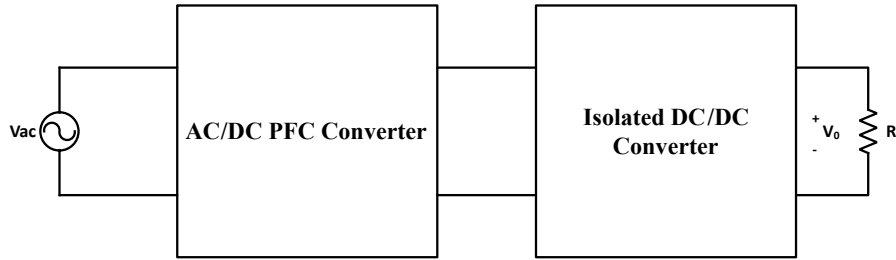 Vac
AC/DC PFC Converter
Isolated DC/DC
Converter
+
V₀
-
R